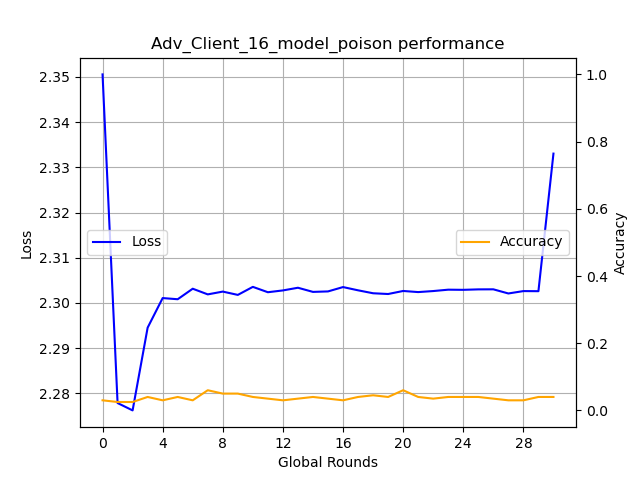 Adv_Client_16_model_poison performance
2.35
2.34
2.33
2.32
2.31
2.30
2.29
2.28
Loss
Loss
Accuracy
1.0
0.8
0.6
0.4
0.2
0.0
Accuracy
0 4 8 12 16 20 24 28
Global Rounds